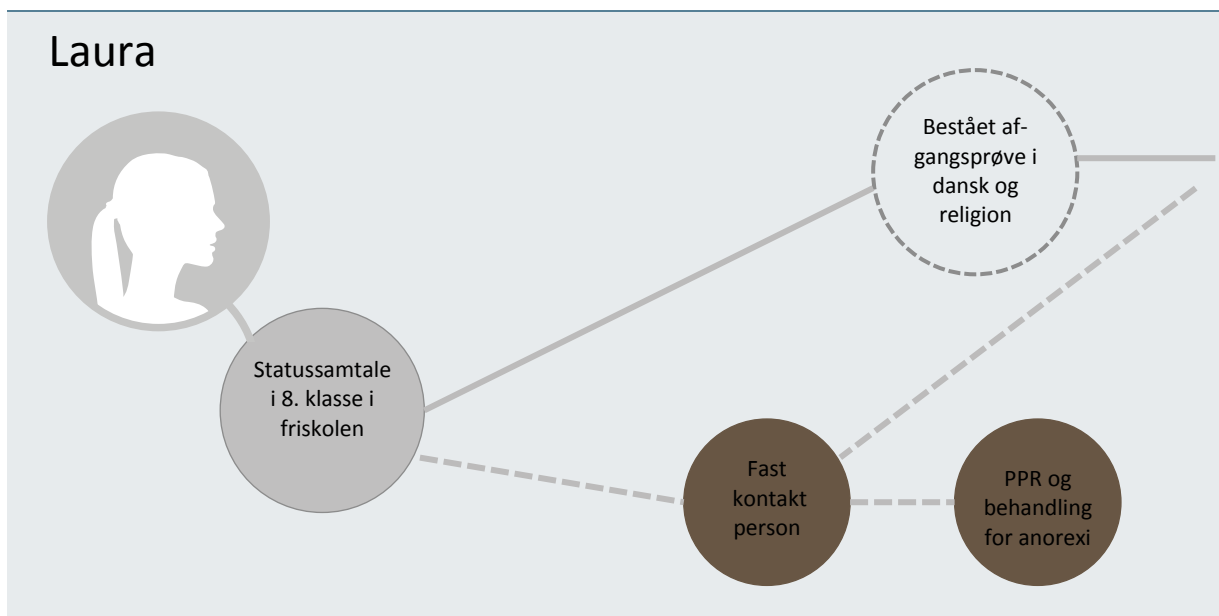 Laura
Bestået af-
gangsprøve i
dansk og
religion
Statussamtale
i 8. klasse i
friskolen
Fast
kontakt
person
PPR og
behandling
for anorexi